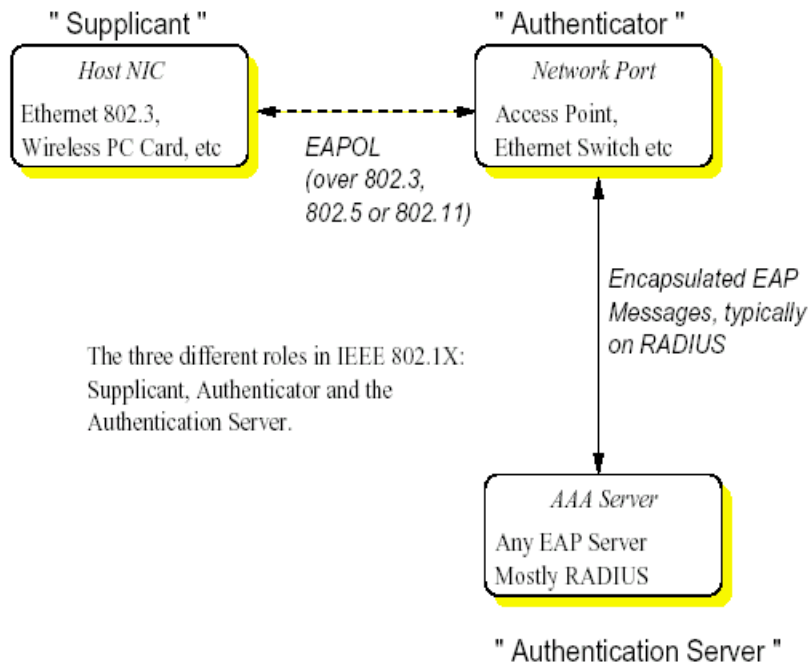 " Supplicant "
Host NIC
Ethernet 802.3,
Wireless PC Card, etc
EAPOL
(over 802.3,
802.5 or 802.11)
" Authenticator "
Network Port
Access Point,
Ethernet Switch etc
Encapsulated EAP
Messages, typically
on RADIUS
The three different roles in IEEE 802.1X:
Supplicant, Authenticator and the
Authentication Server.
AAA Server
Any EAP Server
Mostly RADIUS
" Authentication Server "